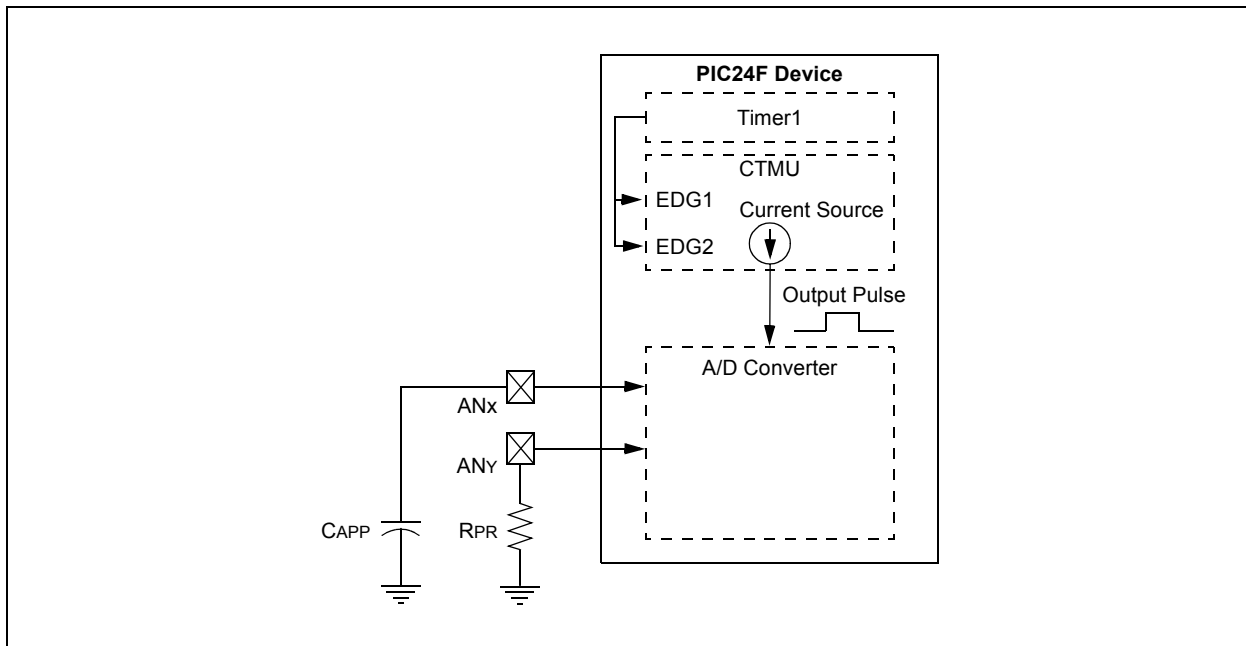 PIC24F Device
Timer1
CTMU
EDG1
Current Source
EDG2
Output Pulse
A/D Converter
ANx
ANY
CAPP
RPR